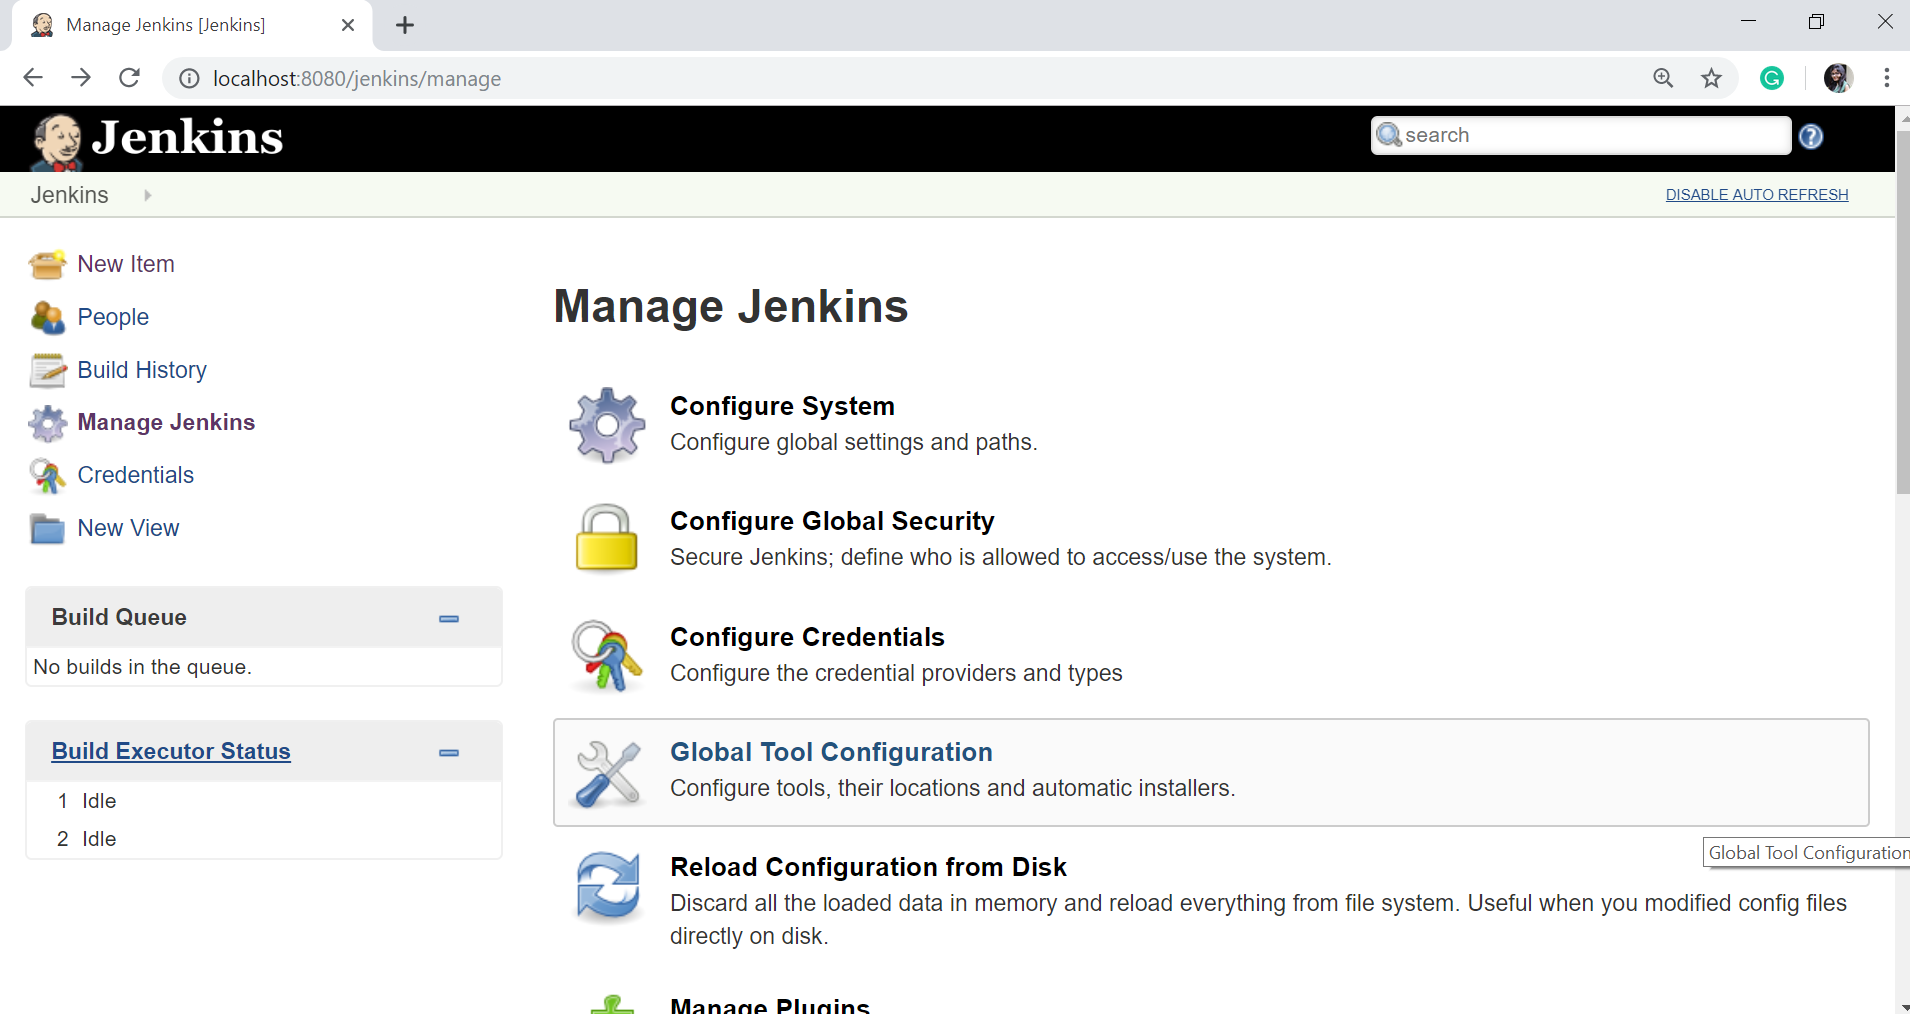 Manage Jenkins [Jenkins]
localhost:8080/jenkins/manage
Jenkins
search
Jenkins
DISABLE AUTO REFRESH
New Item
People
Build History
Manage Jenkins
Credentials
New View
Build Queue
No builds in the queue.
Build Executor Status
1 Idle
2 Idle
Manage Jenkins
Configure System
Configure global settings and paths.
Configure Global Security
Secure Jenkins; define who is allowed to access/use the system.
Configure Credentials
Configure the credential providers and types
Global Tool Configuration
Configure tools, their locations and automatic installers.
Global Tool Configuration
Reload Configuration from Disk
Discard all the loaded data in memory and reload everything from file system. Useful when you modified config files
directly on disk.
Manage Plugins